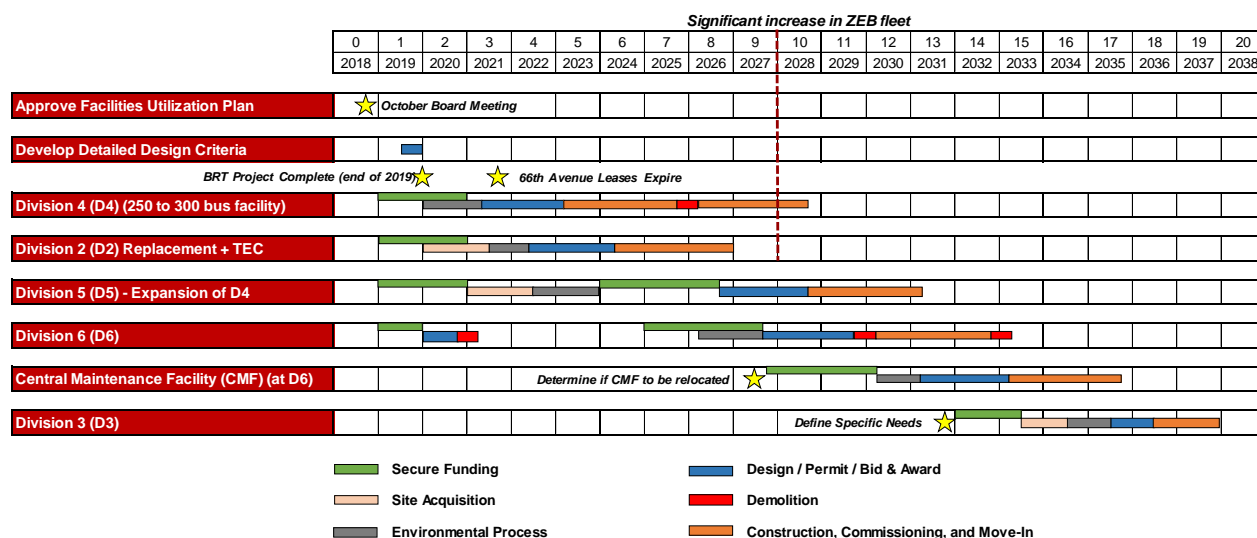 Significant increase in ZEB fleet
0 1 2 3 4 5 6 7 8 9 10 11 12 13 14 15 16 17 18 19 20
2018 2019 2020 2021 2022 2023 2024 2025 2026 2027 2028 2029 2030 2031 2032 2033 2034 2035 2036 2037 2038
Approve Facilities Utilization Plan October Board Meeting
Develop Detailed Design Criteria
BRT Project Complete (end of 2019) 66th Avenue Leases Expire
Division 4 (D4) (250 to 300 bus facility)
Division 2 (D2) Replacement + TEC
Division 5 (D5) - Expansion of D4
Division 6 (D6)
Central Maintenance Facility (CMF) (at D6) Determine if CMF to be relocated
Division 3 (D3) Define Specific Needs
Secure Funding Design / Permit / Bid & Award
Site Acquisition Demolition
Environmental Process Construction, Commissioning, and Move-In